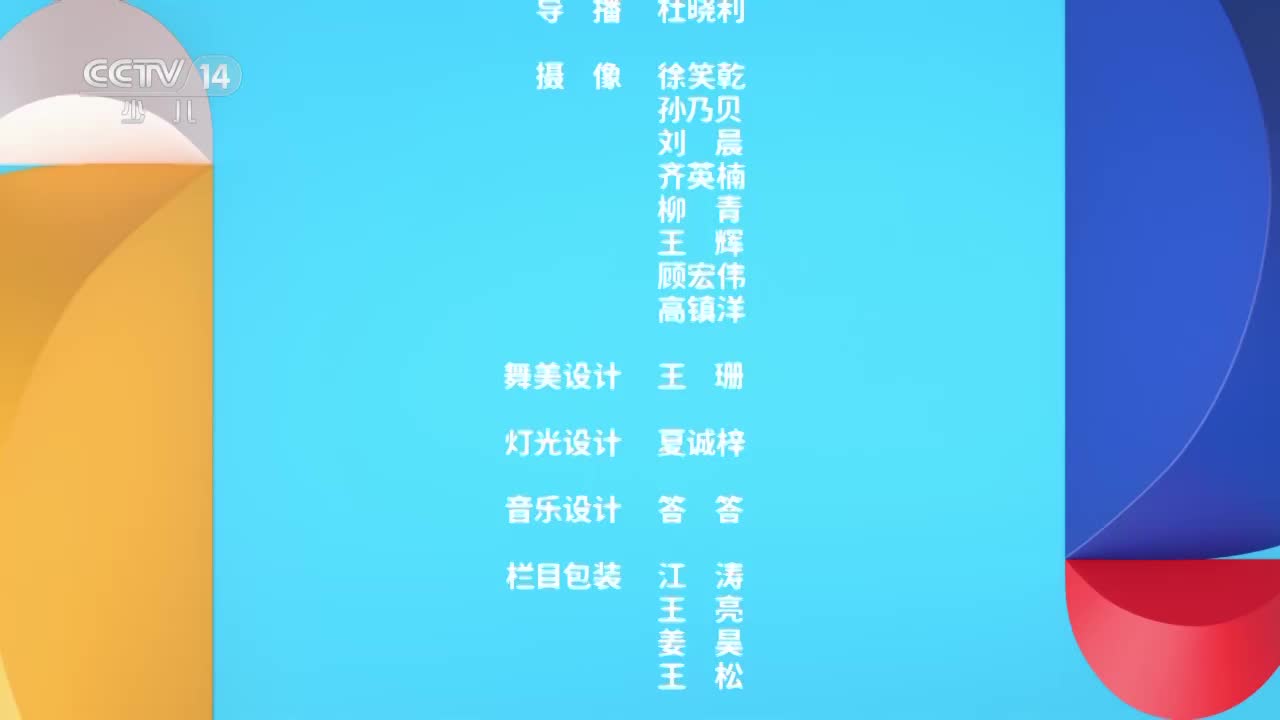 导 播 杜晓利
CCTV 14
少儿
摄 像 徐笑乾
孙乃贝
刘 晨
齐英楠
柳 青
王 辉
顾宏伟
高镇洋
舞美设计 王 珊
灯光设计 夏诚梓
音乐设计 答 答
栏目包装 江 涛
王 亮
姜 昊
王 松